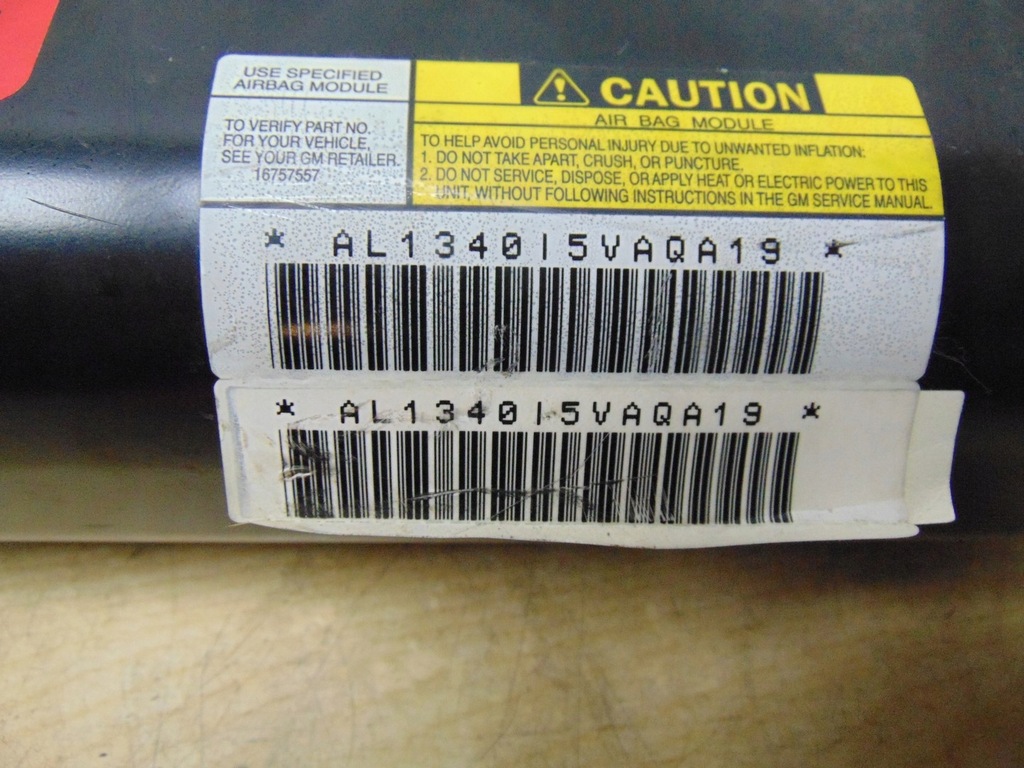 USE SPECIFIED
AIRBAG MODULE
TO VERIFY PART NO.
FOR YOUR VEHICLE,
SEE YOUR GM RETAILER.
16757557
CAUTION
AIR BAG MODULE
TO HELP AVOID PERSONAL INJURY DUE TO UNWANTED INFLATION:
1. DO NOT TAKE APART, CRUSH, OR PUNCTURE.
2. DO NOT SERVICE, DISPOSE, OR APPLY HEAT OR ELECTRIC POWER TO THIS
UNIT, WITHOUT FOLLOWING INSTRUCTIONS IN THE GM SERVICE MANUAL.
* AL1340I5VAQA19 *
* AL1340I5VAQA19 *